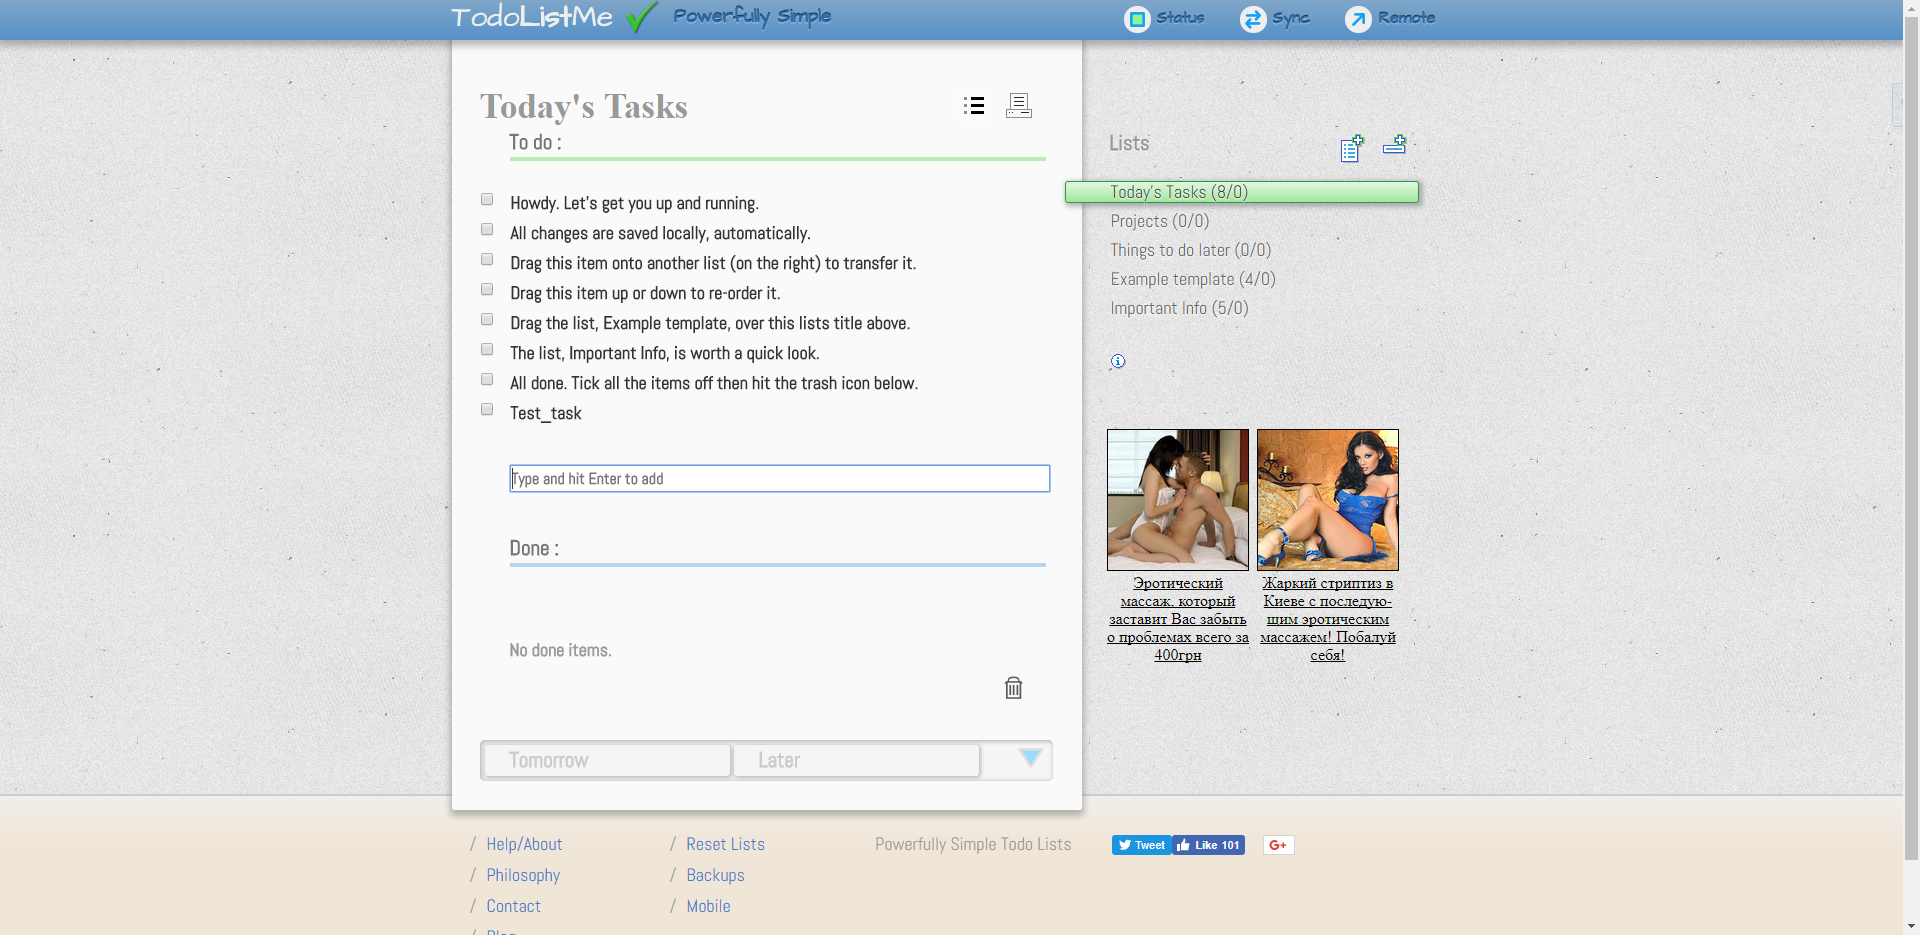 TodoListMe
Powerfully Simple
Status
Sync
Remote
Today's Tasks
To do :
Howdy. Let's get you up and running.
All changes are saved locally, automatically.
Drag this item onto another list (on the right) to transfer it.
Drag this item up or down to re-order it.
Drag the list, Example template, over this lists title above.
The list, Important Info, is worth a quick look.
All done. Tick all the items off then hit the trash icon below.
Test_task
Type and hit Enter to add
Done :
No done items.
Tomorrow
Later
Lists
Today's Tasks (8/0)
Projects (0/0)
Things to do later (0/0)
Example template (4/0)
Important Info (5/0)
Эротический
массаж, который
заставит Вас забыть
о проблемах всего за
400грн
Жаркий стриптиз в
Киеве с последую-
шим эротическим
массажем! Побалуй
себя!
/ Help/About
/ Philosophy
/ Contact
/ Reset Lists
/ Backups
/ Mobile
Powerfully Simple Todo Lists
Tweet
Like 101
G+